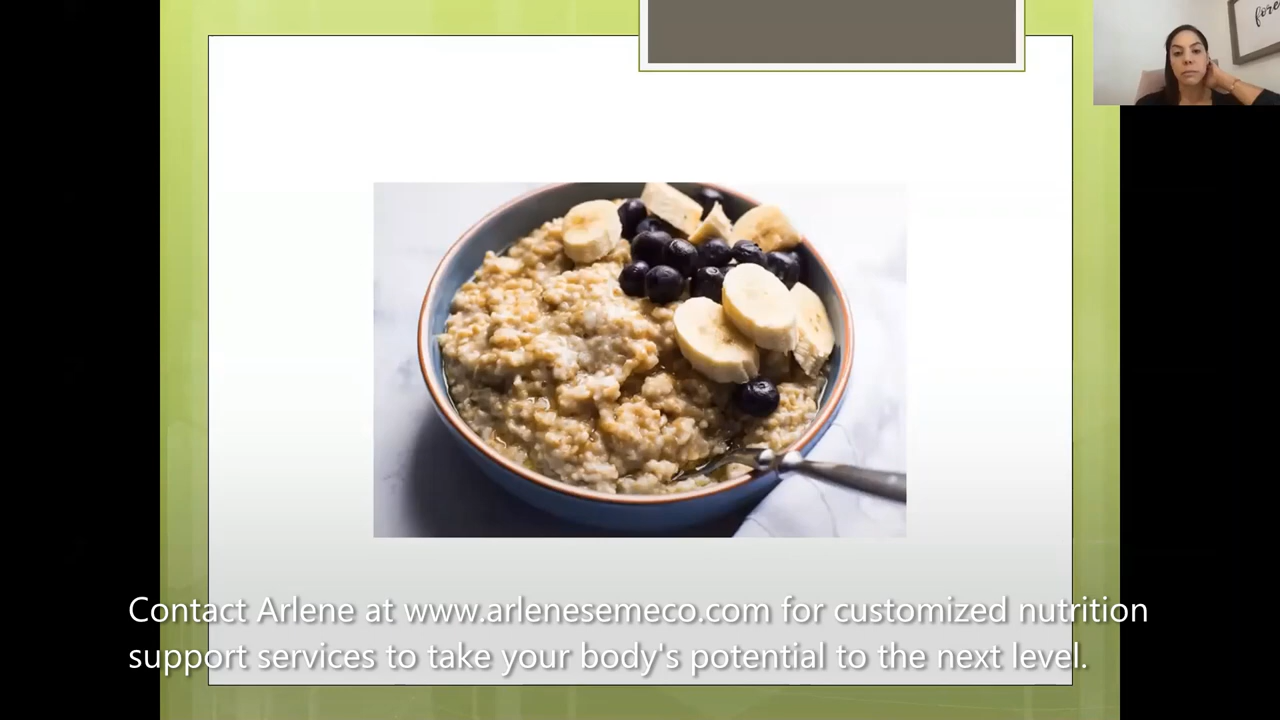 fore
Contact Arlene at www.arlenesemeco.com for customized nutrition
support services to take your body's potential to the next level.